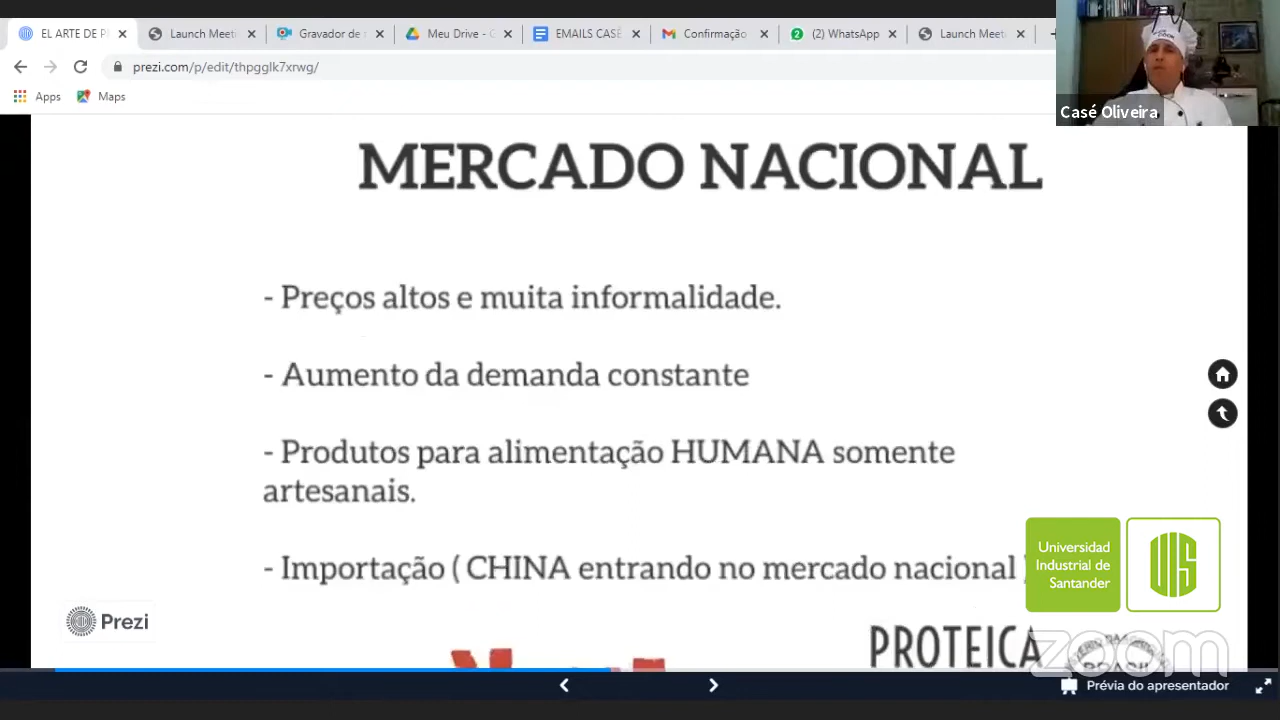 EL ARTE DE P
Launch Meeti
Gravador de
Meu Drive - C
EMAILS CASÉ
Confirmação
(2) WhatsApp
Launch Meeti
prezi.com/p/edit/thpgglk7xrwg/
Apps
Maps
Casé Oliveira
MERCADO NACIONAL
- Preços altos e muita informalidade.
- Aumento da demanda constante
- Produtos para alimentação HUMANA somente
artesanais.
- Importação ( CHINA entrando no mercado nacional )
Universidad
Industrial de
Santander
UIS
Prezi
PROTEICA
zoom
BRASIL
Prévia do apresentador